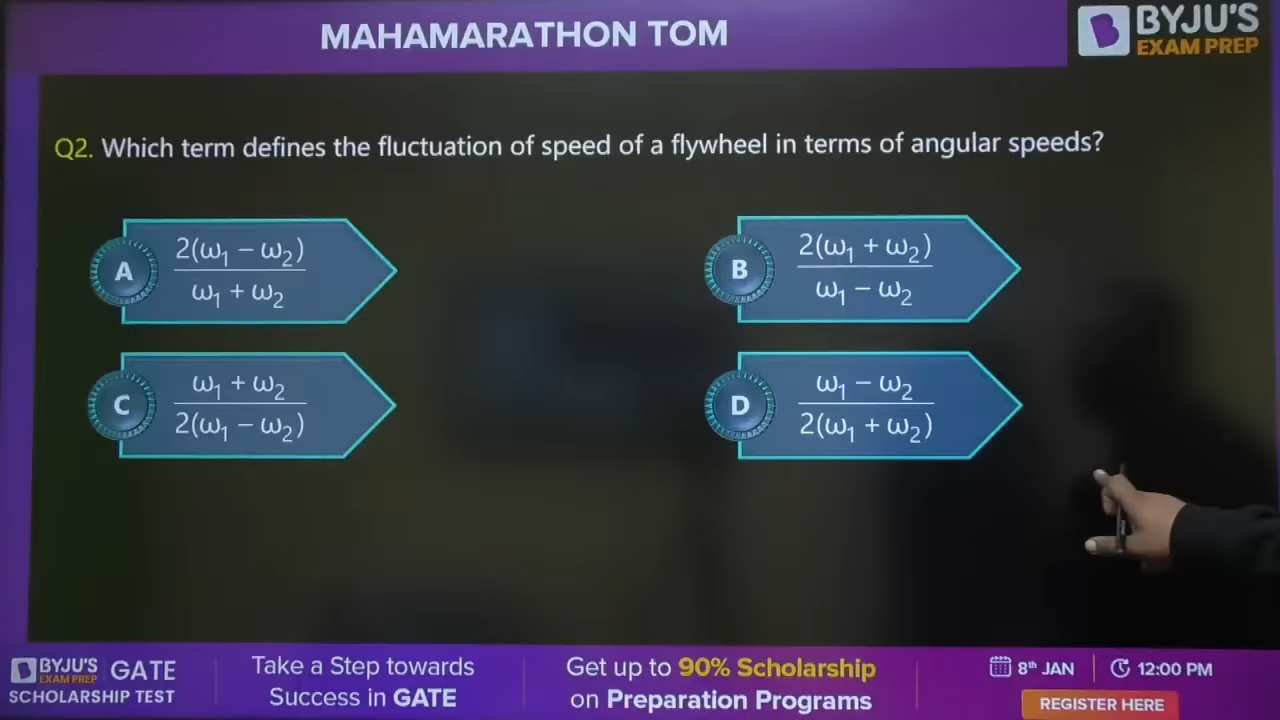 MAHAMARATHON TOM
BYJU'S
EXAM PREP
Q2. Which term defines the fluctuation of speed of a flywheel in terms of angular speeds?
A
2(ω₁ − ω₂)
ω₁ + ω₂
B
2(ω₁ + ω₂)
ω₁ − ω₂
C
ω₁ + ω₂
2(ω₁ − ω₂)
D
ω₁ − ω₂
2(ω₁ + ω₂)
BYJU'S
EXAM PREP
GATE
SCHOLARSHIP TEST
Take a Step towards
Success in GATE
Get up to 90% Scholarship
on Preparation Programs
8th JAN
12:00 PM
REGISTER HERE